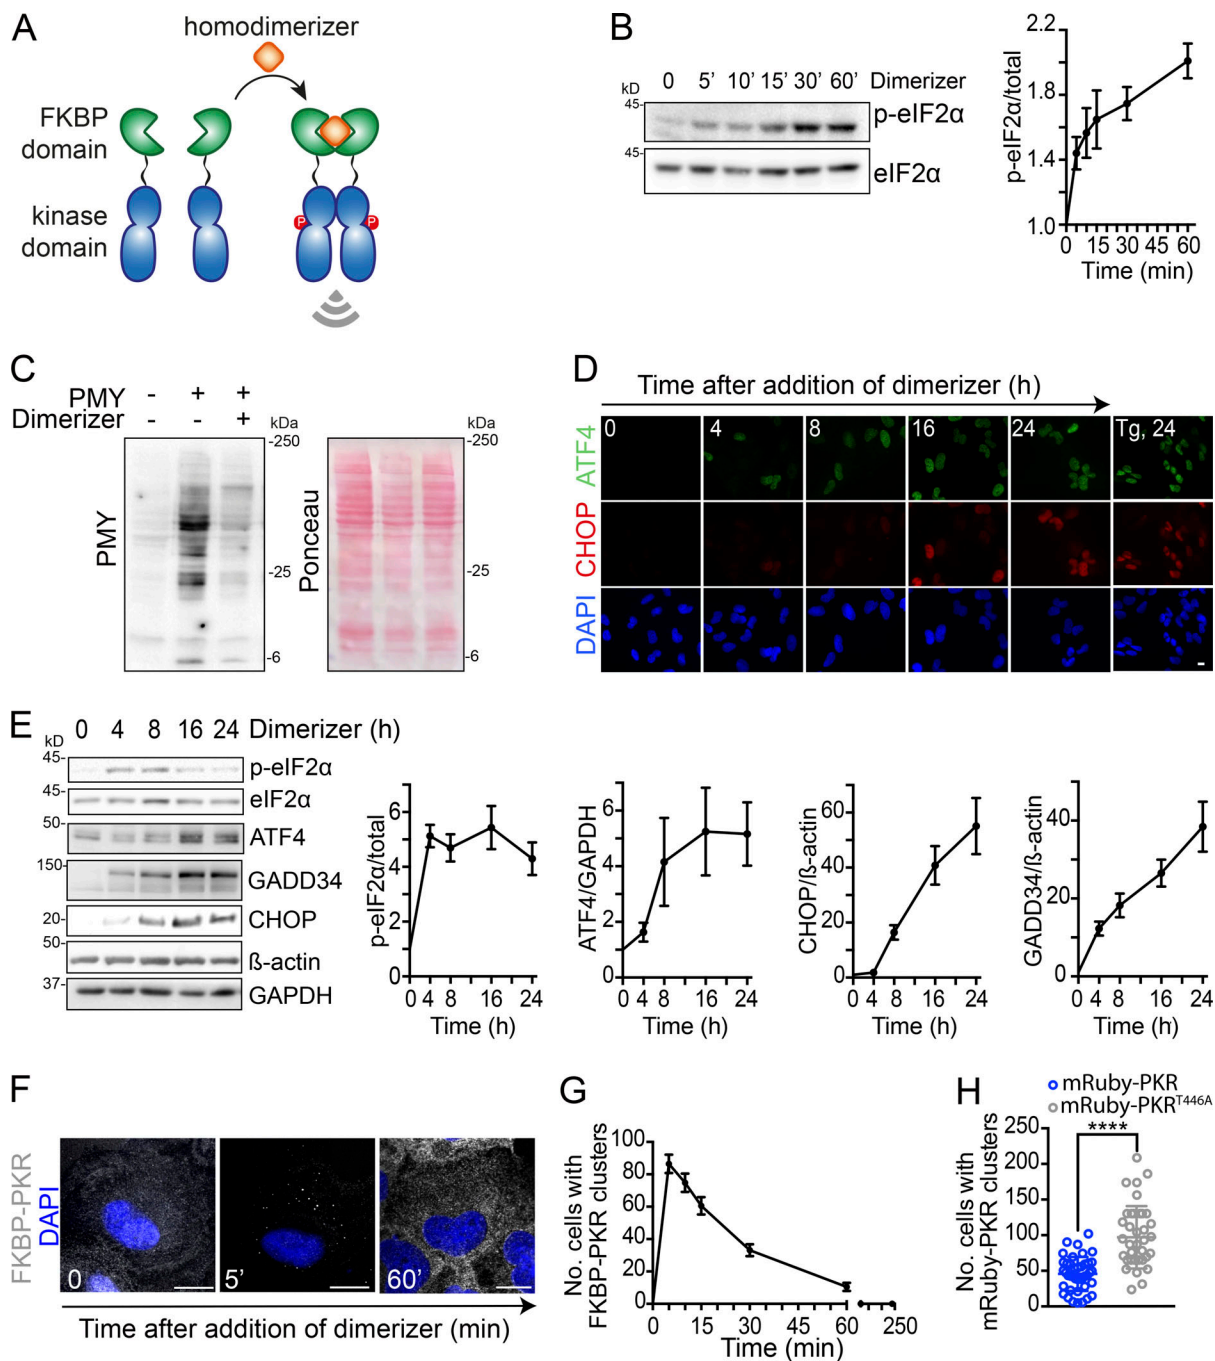 A
homodimerizer
FKBP
domain
kinase
domain
P
P
B
kD
0 5’ 10’ 15’ 30’ 60’ Dimerizer
45-
p-eIF2α
45-
eIF2α
p-eIF2α/total
2.2
1.8
1.4
1.0
0 15 30 45 60
Time (min)
C
PMY - + +
Dimerizer - - +
kDa
-250
-25
-6
PMY
Ponceau
kDa
-250
-25
-6
D
Time after addition of dimerizer (h)
0 4 8 16 24 Tg, 24
ATF4
CHOP
DAPI
E
0 4 8 16 24 Dimerizer (h)
kD
45-
p-eIF2α
45-
eIF2α
50-
ATF4
150-
GADD34
20-
CHOP
50-
ß-actin
37-
GAPDH
p-eIF2α/total
6
4
2
0
0 4 8 16 24
Time (h)
ATF4/GAPDH
6
4
2
0
0 4 8 16 24
Time (h)
CHOP/ß-actin
60
40
20
0
0 4 8 16 24
Time (h)
GADD34/ß-actin
40
20
0
0 4 8 16 24
Time (h)
F
FKBP-PKR
DAPI
0 5’ 60’
Time after addition of dimerizer (min)
G
No. cells with
FKBP-PKR clusters
100
80
60
40
20
0
0 15 30 45 60 250
Time (min)
H
mRuby-PKR
mRuby-PKRT446A
No. cells with
mRuby-PKR clusters
250
200
150
100
50
0
****